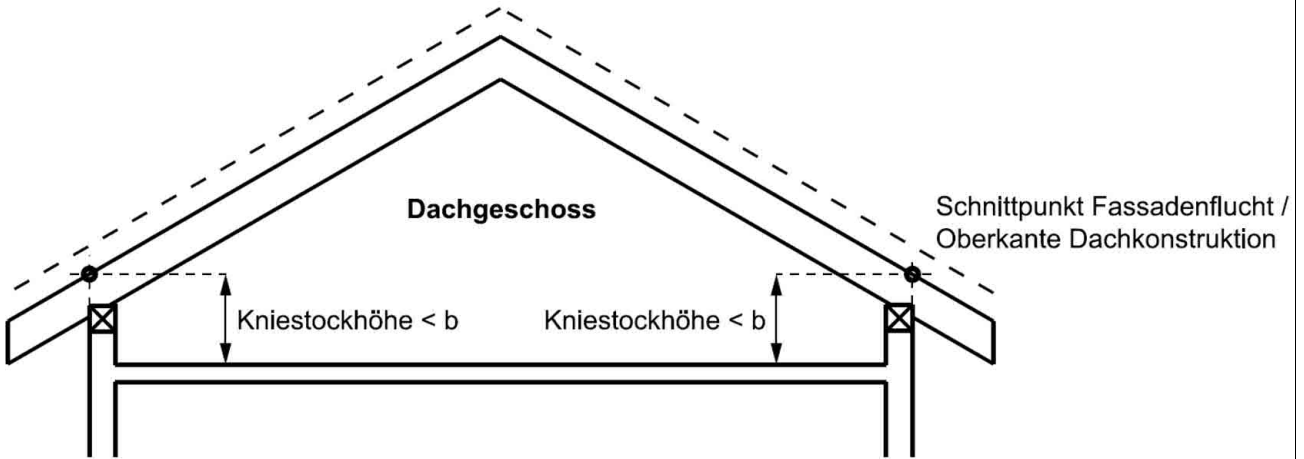 Dachgeschoss
Schnittpunkt Fassadenflucht /
Oberkante Dachkonstruktion
Kniestockhöhe < b
Kniestockhöhe < b